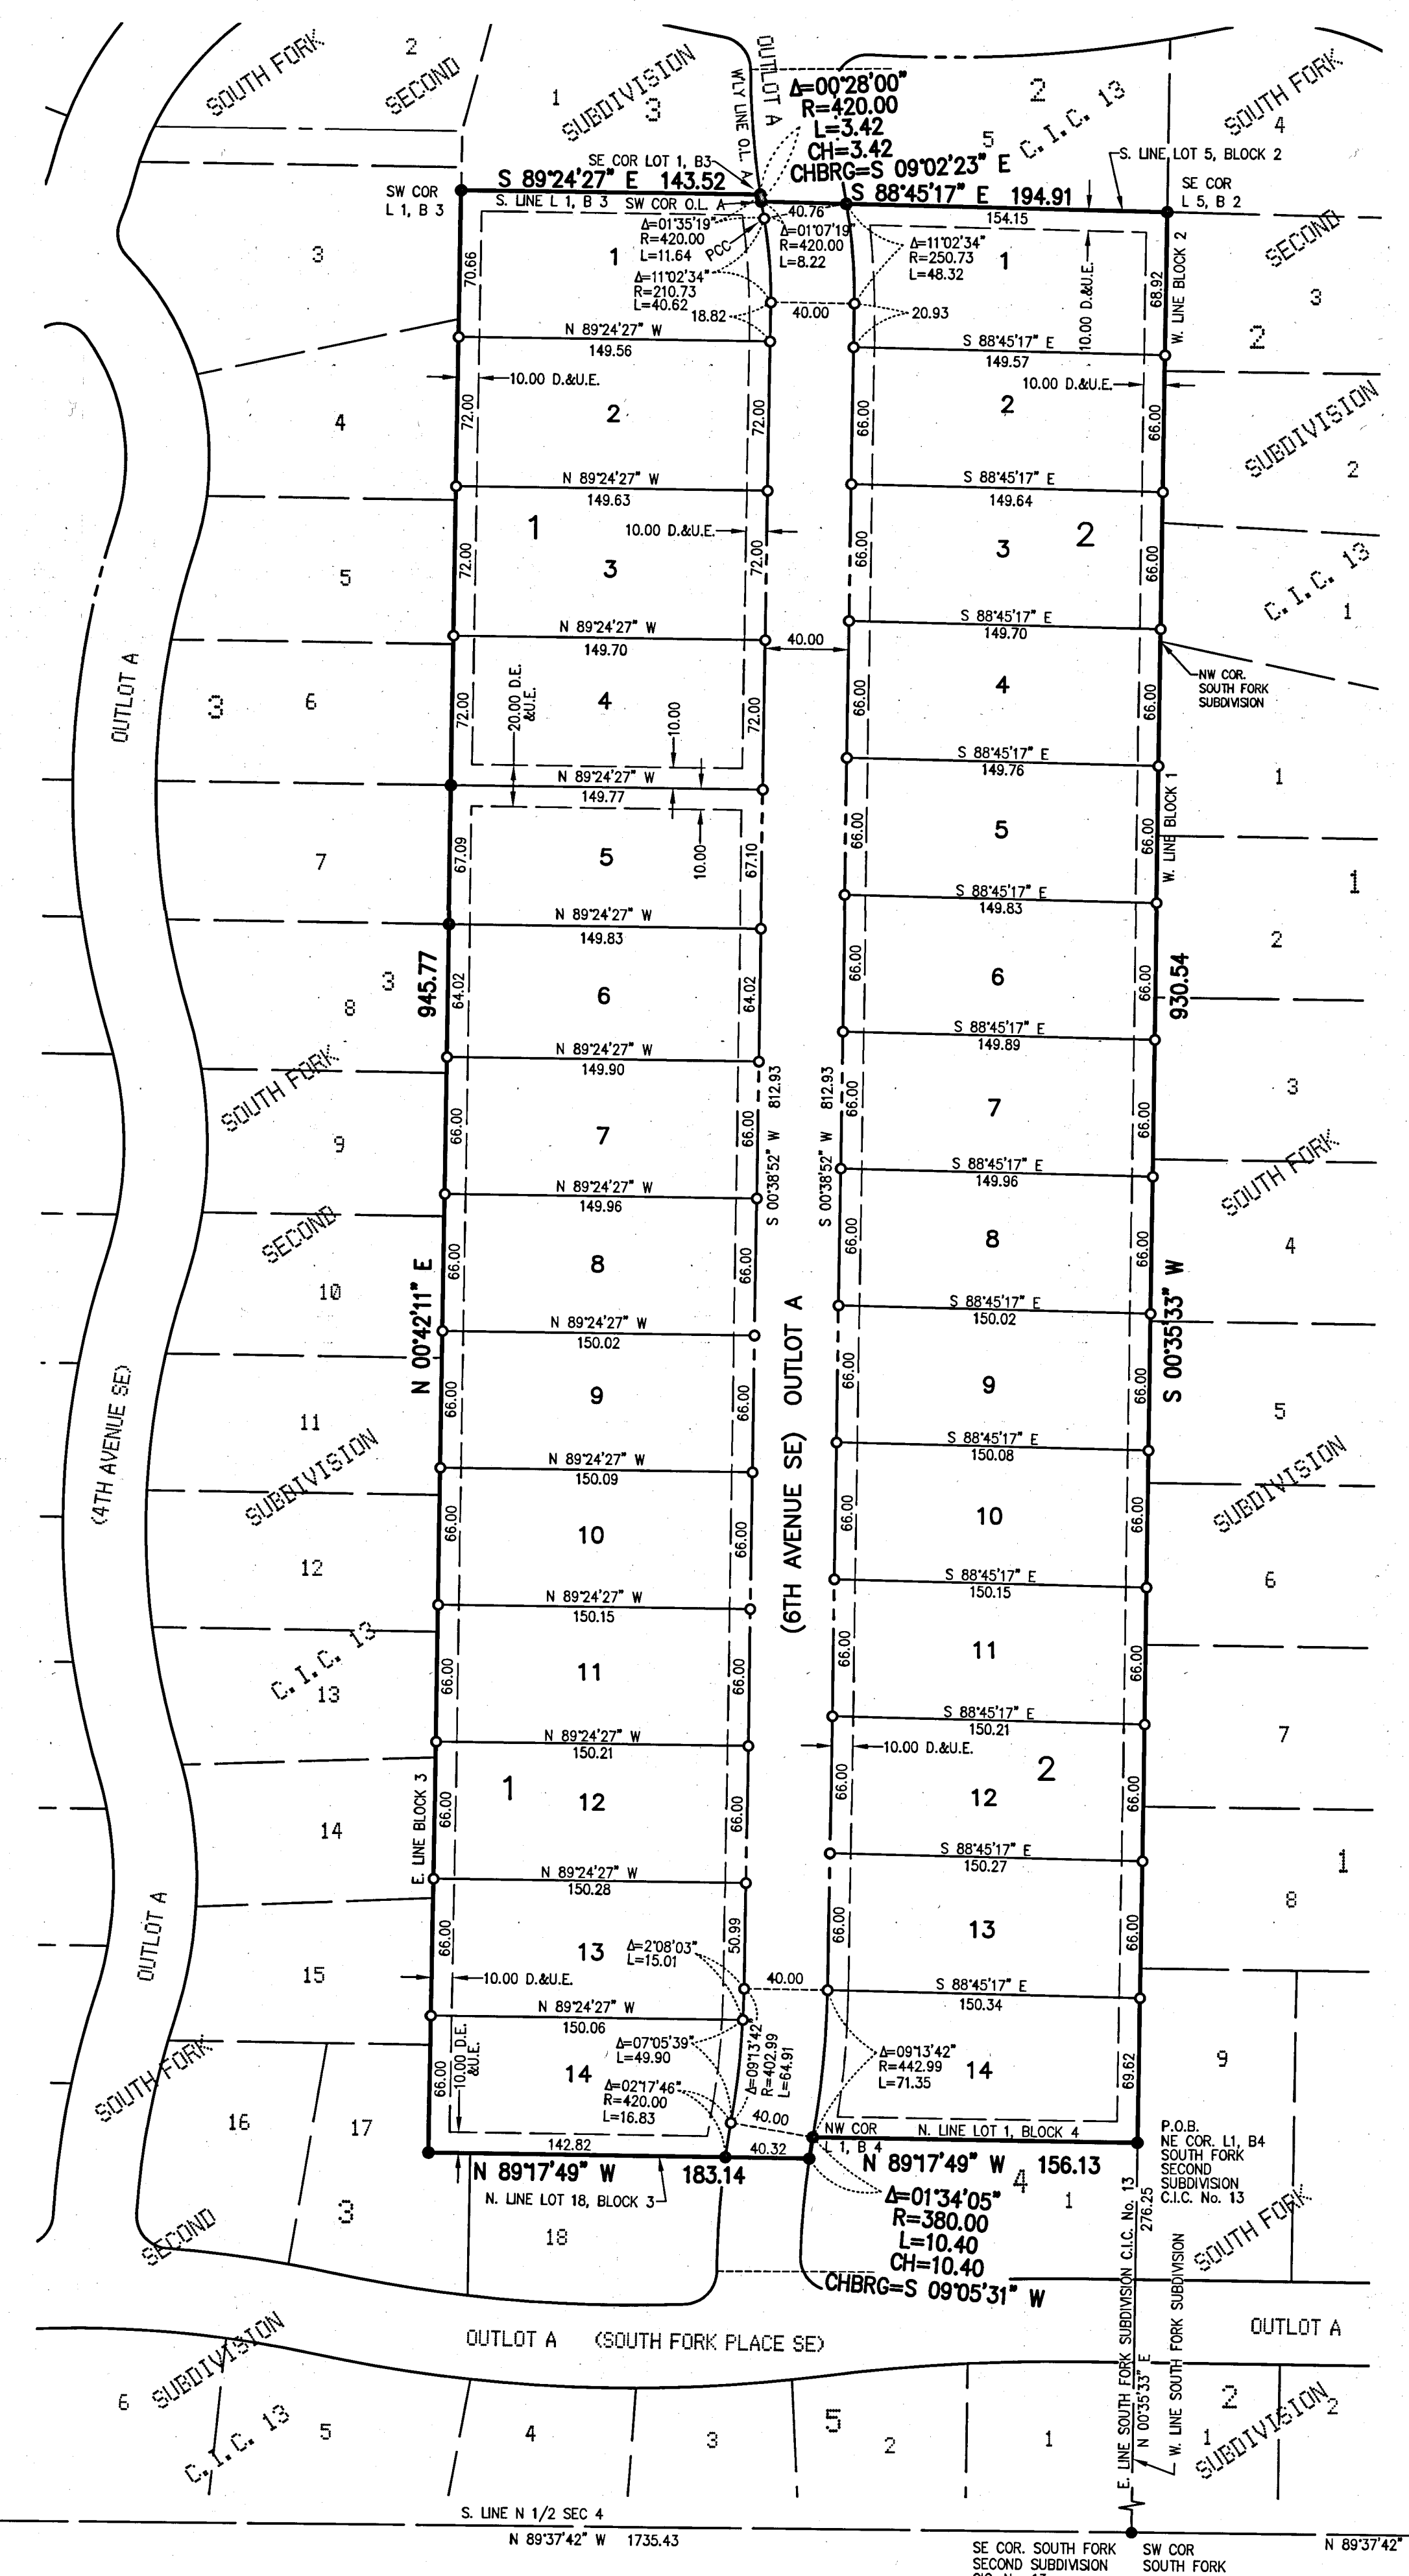 SOUTH FORK
2
SECOND
1
SUBDIVISION
3
OUTLOT A
WLY LINE O.L. A
Δ=00°28'00"
R=420.00
L=3.42
CH=3.42
CHBRG=S 09°02'23" E
2
5
C.I.C. 13
SOUTH FORK
4
S. LINE LOT 5, BLOCK 2
SE COR LOT 1, B3
SW COR
L 1, B 3
S 89°24'27" E 143.52
S. LINE L 1, B 3
SW COR O.L. A
S 88°45'17" E 194.91
SE COR
L 5, B 2
40.76
154.15
Δ=01°35'19"
R=420.00
L=11.64
PCC
Δ=01°07'19"
R=420.00
L=8.22
Δ=11°02'34"
R=250.73
L=48.32
Δ=11°02'34"
R=210.73
L=40.62
18.82
40.00
20.93
1
1
70.66
68.92
10.00 D.&U.E.
W. LINE BLOCK 2
SECOND
3
3
2
N 89°24'27" W
149.56
S 88°45'17" E
149.57
10.00 D.&U.E.
10.00 D.&U.E.
4
72.00
2
72.00
66.00
2
66.00
SUBDIVISION
2
N 89°24'27" W
149.63
S 88°45'17" E
149.64
1
10.00 D.&U.E.
2
5
72.00
3
72.00
66.00
3
66.00
C.I.C. 13
1
N 89°24'27" W
149.70
40.00
S 88°45'17" E
149.70
NW COR.
SOUTH FORK
SUBDIVISION
OUTLOT A
3
6
72.00
20.00 D.E.
&U.E.
4
10.00
72.00
66.00
4
66.00
N 89°24'27" W
149.77
S 88°45'17" E
149.76
1
W. LINE BLOCK 1
7
67.09
5
10.00
67.10
66.00
5
66.00
1
N 89°24'27" W
149.83
S 88°45'17" E
149.83
2
945.77
3
8
64.02
6
64.02
66.00
6
66.00
930.54
N 89°24'27" W
149.90
S 88°45'17" E
149.89
SOUTH FORK
9
66.00
7
66.00
S 00°38'52" W 812.93
S 00°38'52" W 812.93
66.00
7
66.00
3
SOUTH FORK
N 89°24'27" W
149.96
S 88°45'17" E
149.96
SECOND
10
N 00°42'11" E
66.00
8
66.00
66.00
8
66.00
4
S 00°35'33" W
N 89°24'27" W
150.02
S 88°45'17" E
150.02
(4TH AVENUE SE)
11
66.00
9
66.00
(6TH AVENUE SE) OUTLOT A
66.00
9
66.00
5
SUBDIVISION
N 89°24'27" W
150.09
S 88°45'17" E
150.08
SUBDIVISION
12
66.00
10
66.00
66.00
10
66.00
6
N 89°24'27" W
150.15
S 88°45'17" E
150.15
C.I.C. 13
13
66.00
11
66.00
66.00
11
66.00
7
N 89°24'27" W
150.21
S 88°45'17" E
150.21
10.00 D.&U.E.
E. LINE BLOCK 3
14
66.00
1
12
66.00
66.00
2
12
66.00
1
N 89°24'27" W
150.28
S 88°45'17" E
150.27
8
OUTLOT A
15
66.00
13
50.99
66.00
13
66.00
Δ=2°08'03"
L=15.01
10.00 D.&U.E.
40.00
N 89°24'27" W
150.06
S 88°45'17" E
150.34
SOUTH FORK
16
17
66.00
10.00 D.E.
&U.E.
14
Δ=07°05'39"
L=49.90
Δ=09°13'42"
R=402.99
L=64.91
Δ=02°17'46"
R=420.00
L=16.83
Δ=09°13'42"
R=442.99
L=71.35
14
69.62
9
40.00
142.82
40.32
NW COR
L 1, B 4
N. LINE LOT 1, BLOCK 4
P.O.B.
NE COR. L1, B4
SOUTH FORK
SECOND
SUBDIVISION
C.I.C. No. 13
N 89°17'49" W 183.14
N 89°17'49" W 156.13
N. LINE LOT 18, BLOCK 3
4
1
Δ=01°34'05"
R=380.00
L=10.40
CH=10.40
CHBRG=S 09°05'31" W
SECOND
3
18
276.25
SOUTH FORK
E. LINE SOUTH FORK SUBDIVISION C.I.C. No. 13
N 00°35'33" E
W. LINE SOUTH FORK SUBDIVISION
OUTLOT A (SOUTH FORK PLACE SE)
OUTLOT A
6
SUBDIVISION
5
C.I.C. 13
4
3
5
2
1
1
2
2
SUBDIVISION
S. LINE N 1/2 SEC 4
N 89°37'42" W 1735.43
SE COR. SOUTH FORK
SECOND SUBDIVISION
SW COR
SOUTH FORK
N 89°37'42"